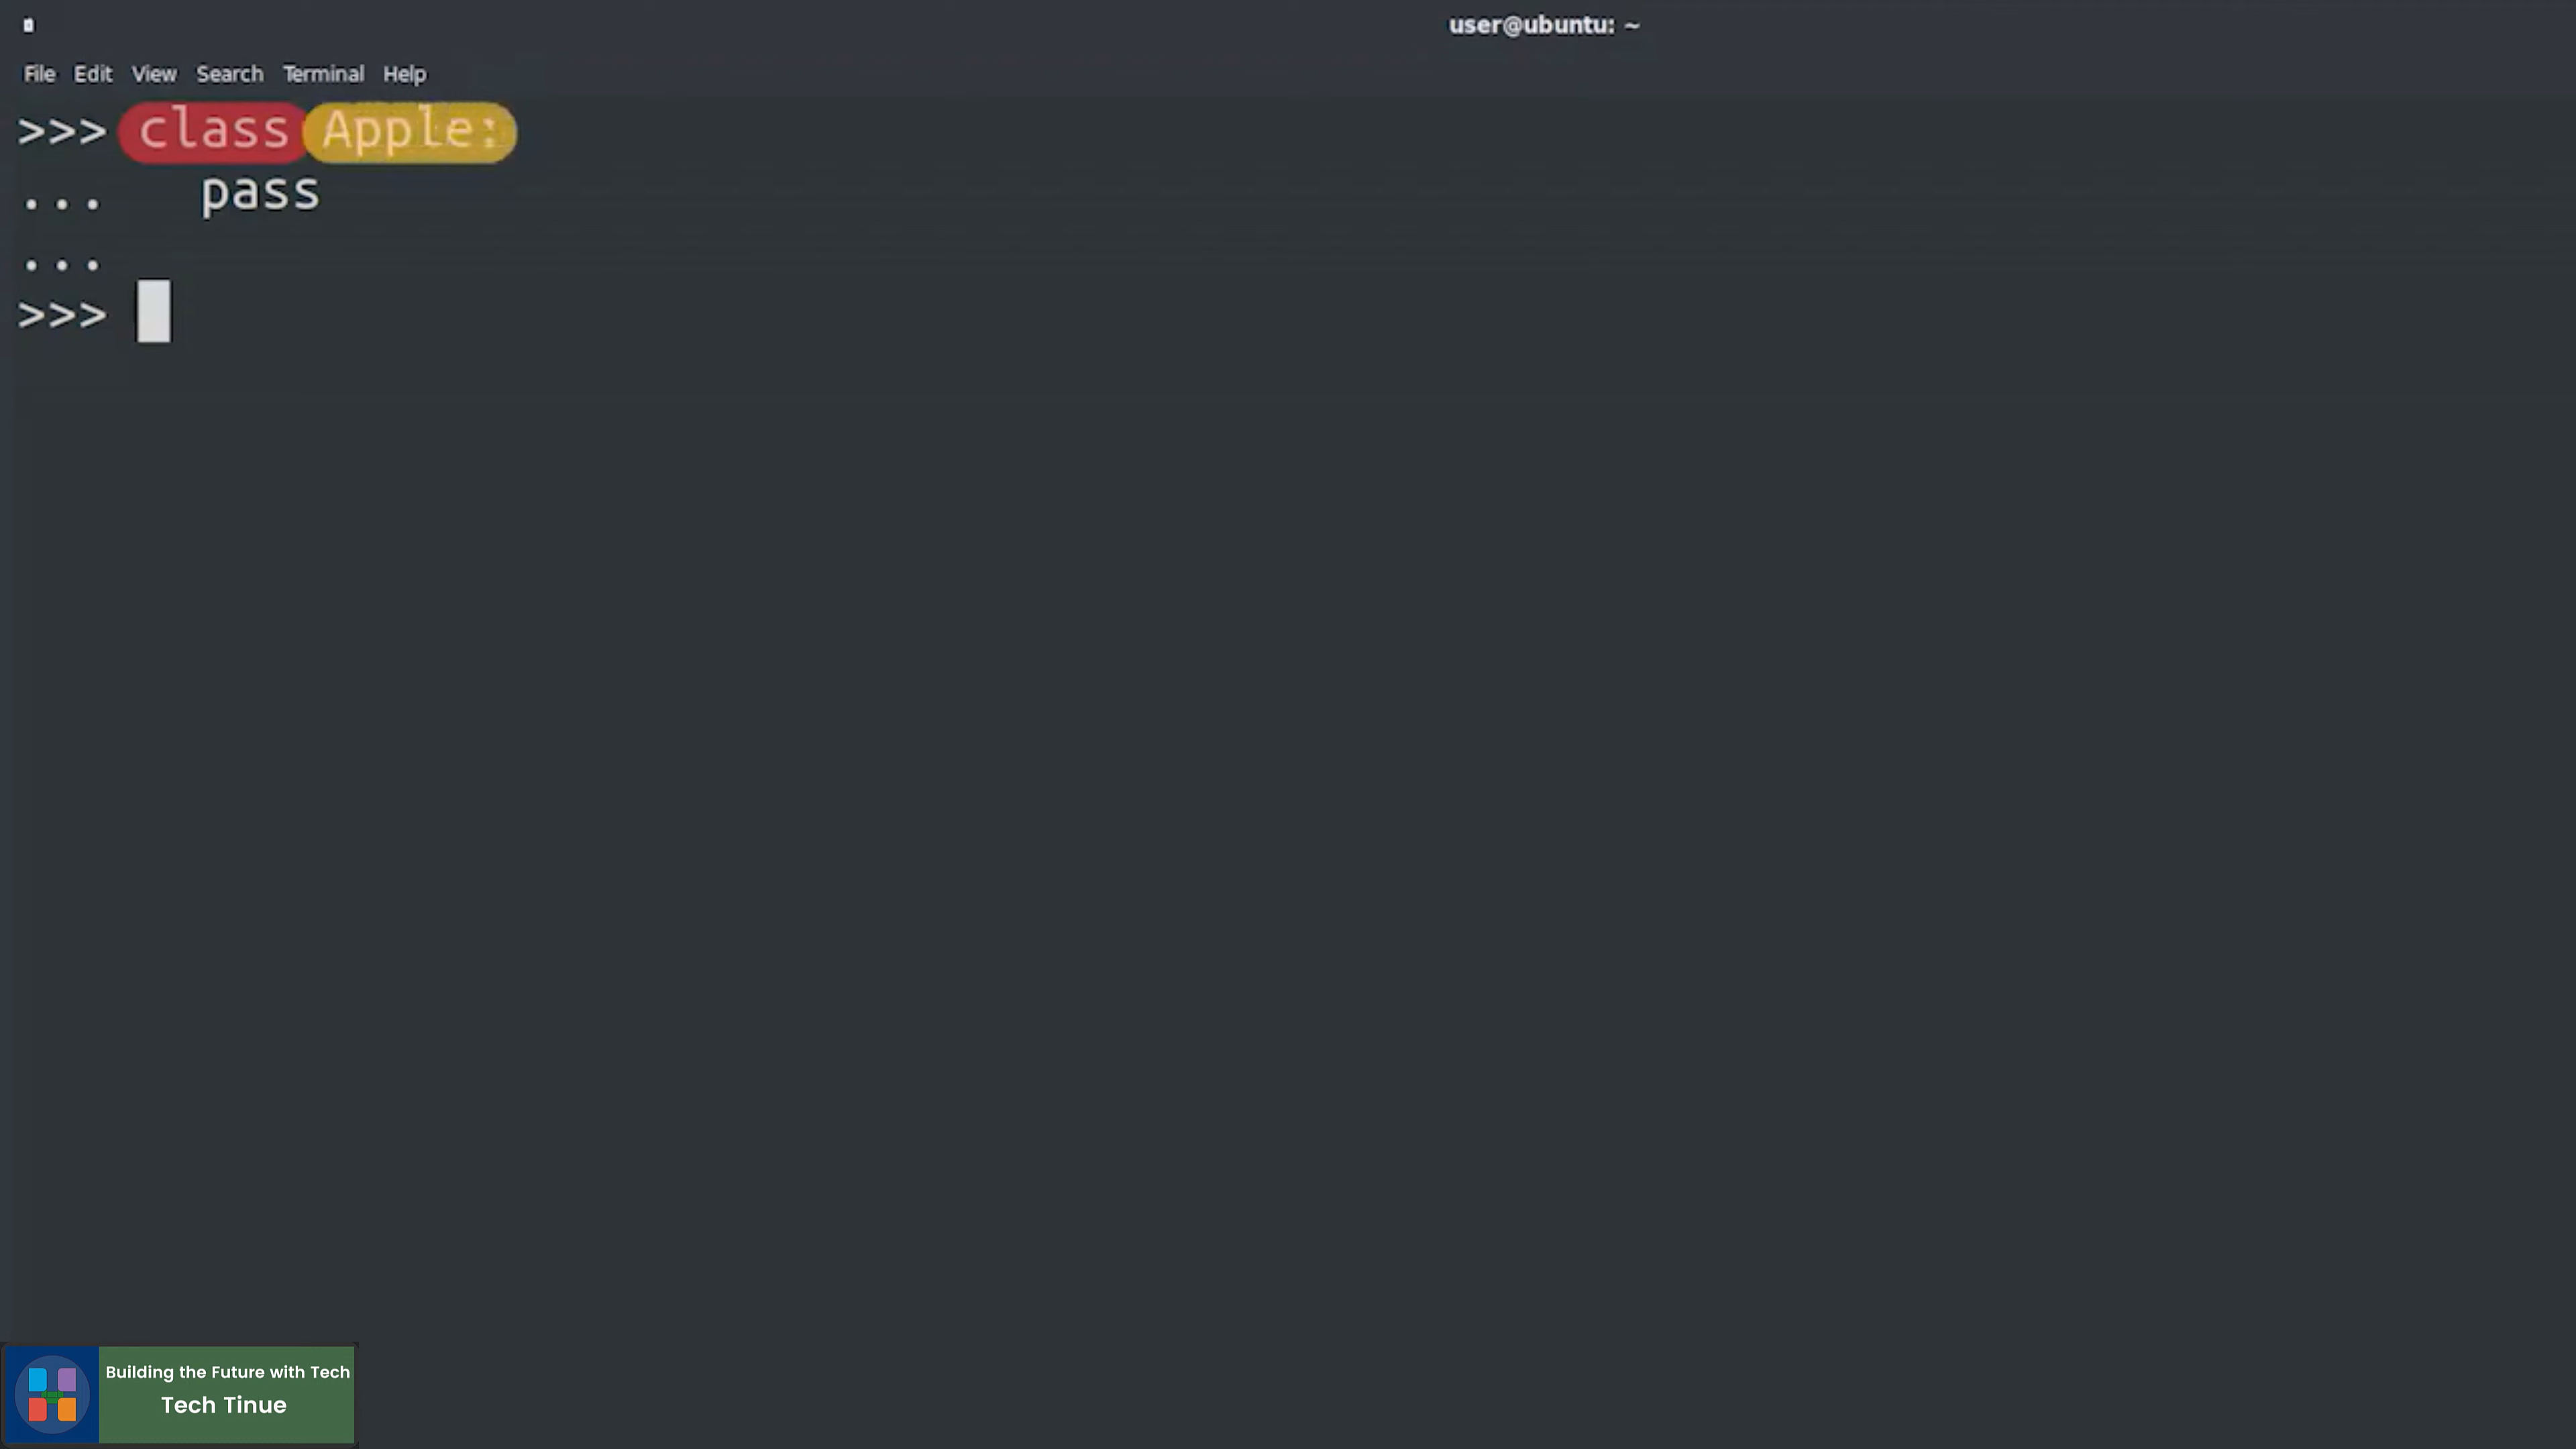 user@ubuntu: ~
File Edit View Search Terminal Help
>>> class Apple:
... pass
...
>>>
Building the Future with Tech
Tech Tinue